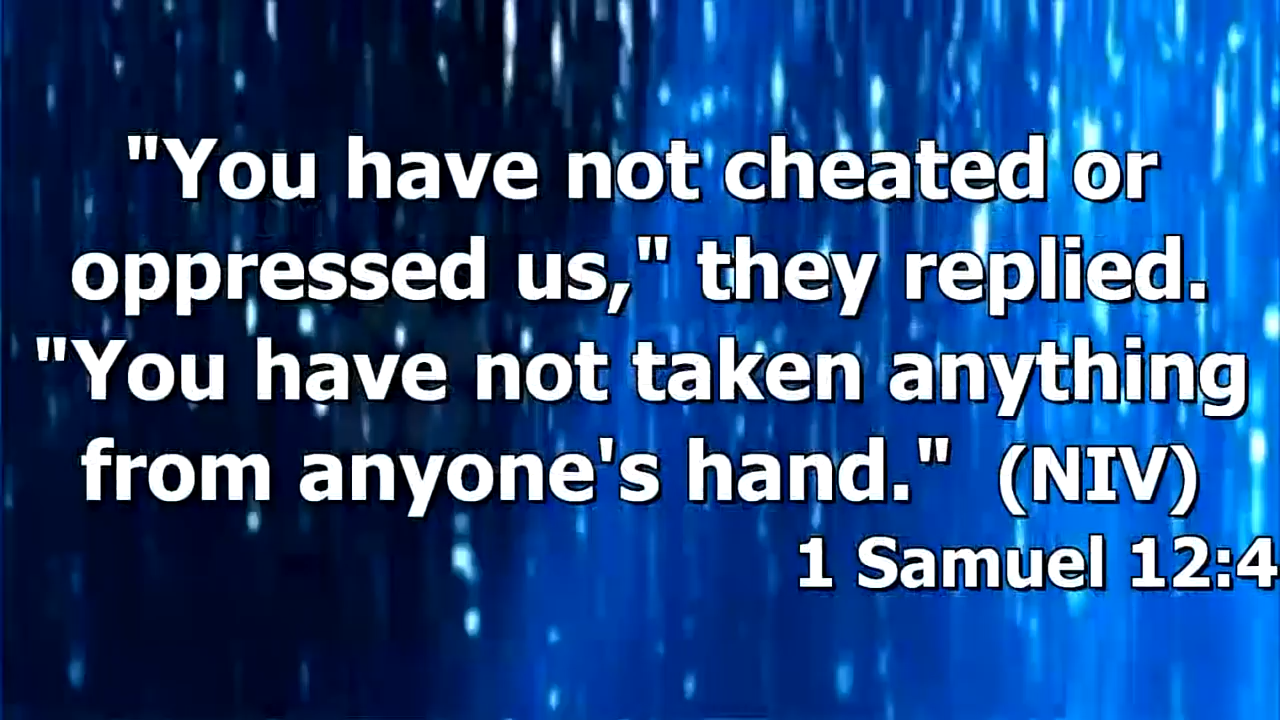 "You have not cheated or
oppressed us," they replied.
"You have not taken anything
from anyone's hand."  (NIV)
1 Samuel 12:4